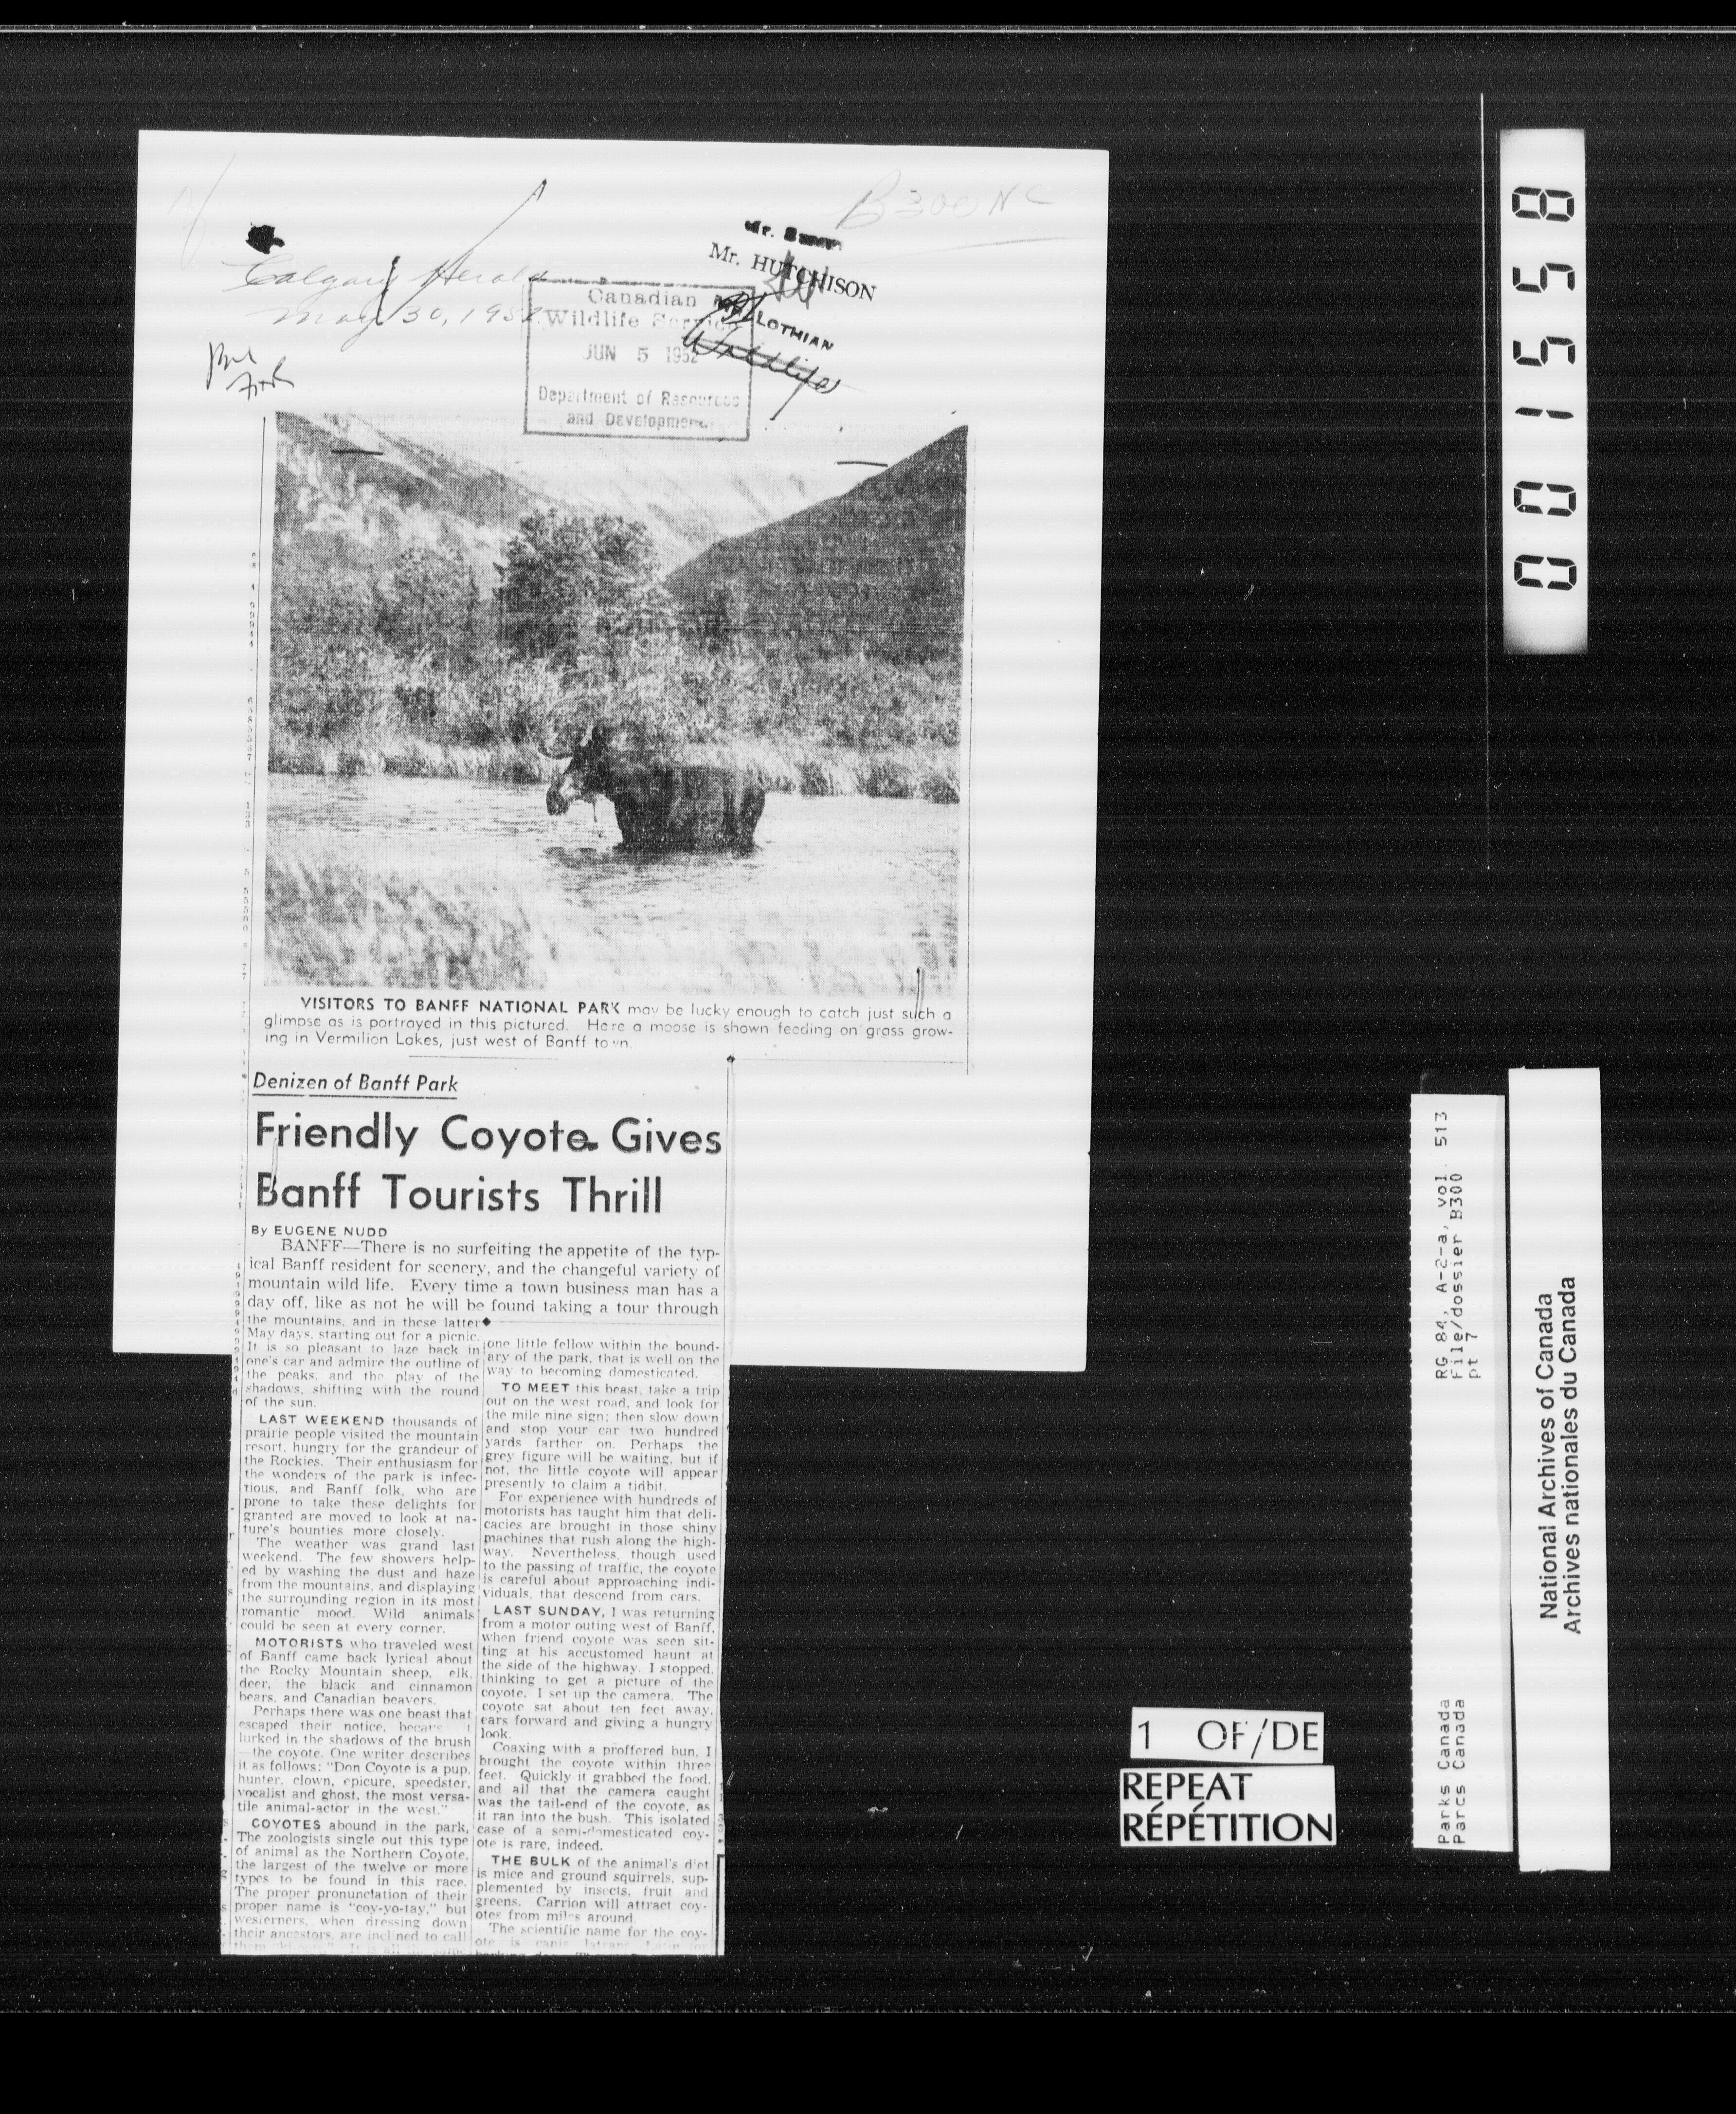 B300 NC
Calgary Herald
May 30, 1952
Mr. HUTCHISON
LOTHIAN
Wildlife
Canadian
Wildlife Service
JUN 5 1952
Department of Resources
and Development
VISITORS TO BANFF NATIONAL PARK may be lucky enough to catch just such a
glimpse as is portrayed in this pictured. Here a moose is shown feeding on grass grow-
ing in Vermilion Lakes, just west of Banff town.
Denizen of Banff Park
Friendly Coyote Gives
Banff Tourists Thrill
By EUGENE NUDD
BANFF—There is no surfeiting the appetite of the typ-
ical Banff resident for scenery, and the changeful variety of
mountain wild life. Every time a town business man has a
day off, like as not he will be found taking a tour through
the mountains, and in these latter
May days, starting out for a picnic.
It is so pleasant to laze back in
one's car and admire the outline of
the peaks, and the play of the
shadows, shifting with the round
of the sun.
LAST WEEKEND thousands of
prairie people visited the mountain
resort, hungry for the grandeur of
the Rockies. Their enthusiasm for
the wonders of the park is infec-
tious, and Banff folk, who are
prone to take these delights for
granted are moved to look at na-
ture's bounties more closely.
The weather was grand last
weekend. The few showers help-
ed by washing the dust and haze
from the mountains, and displaying
the surrounding region in its most
romantic mood. Wild animals
could be seen at every corner.
MOTORISTS who traveled west
of Banff came back lyrical about
the Rocky Mountain sheep, elk,
deer, the black and cinnamon
bears, and Canadian beavers.
Perhaps there was one beast that
escaped their notice, because it
lurked in the shadows of the brush
—the coyote. One writer describes
it as follows: "Don Coyote is a pup,
hunter, clown, epicure, speedster,
vocalist and ghost, the most versa-
tile animal-actor in the west."
COYOTES abound in the park.
The zoologists single out this type
of animal as the Northern Coyote,
the largest of the twelve or more
types to be found in this race.
The proper pronunciation of their
proper name is "coy-yo-tay," but
westerners, when dressing down
their ancestors, are inclined to call
one little fellow within the bound-
ary of the park, that is well on the
way to becoming domesticated.
TO MEET this beast, take a trip
out on the west road, and look for
the mile nine sign; then slow down
and stop your car two hundred
yards farther on. Perhaps the
grey figure will be waiting, but if
not, the little coyote will appear
presently to claim a tidbit.
For experience with hundreds of
motorists has taught him that deli-
cacies are brought in those shiny
machines that rush along the high-
way. Nevertheless, though used
to the passing of traffic, the coyote
is careful about approaching indi-
viduals, that descend from cars.
LAST SUNDAY, I was returning
from a motor outing west of Banff,
when friend coyote was seen sit-
ting at his accustomed haunt at
the side of the highway. I stopped,
thinking to get a picture of the
coyote. I set up the camera. The
coyote sat about ten feet away,
ears forward and giving a hungry
look.
Coaxing with a proffered bun, I
brought the coyote within three
feet. Quickly it grabbed the food,
and all that the camera caught
was the tail-end of the coyote, as
it ran into the bush. This isolated
case of a semi-domesticated coy-
ote is rare, indeed.
THE BULK of the animal's diet
is mice and ground squirrels, sup-
plemented by insects, fruit and
greens. Carrion will attract coy-
otes from miles around.
The scientific name for the coy-
ote is canis latrans.
001558
RG 84, A-2-a, vol. 513
File/dossier B300
pt 7
Parks Canada
Parcs Canada
National Archives of Canada
Archives nationales du Canada
1 OF/DE
REPEAT
RÉPÉTITION